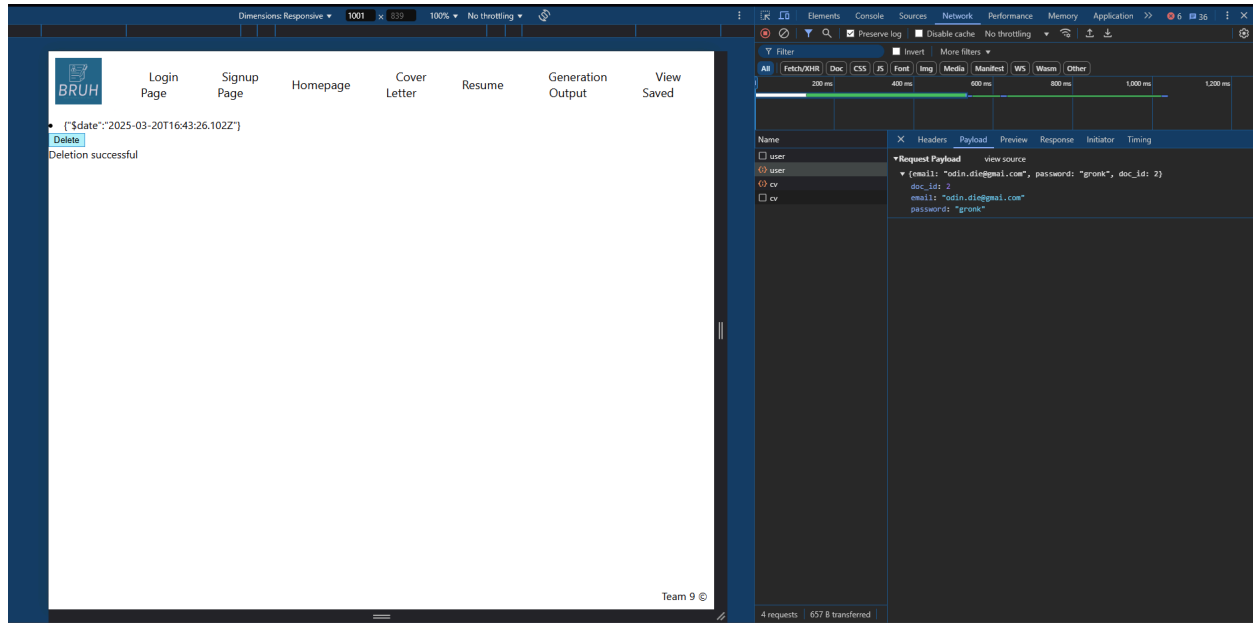 Dimensions: Responsive ▼ 1001 × 839 100% ▼ No throttling ▼
Elements Console Sources Network Performance Memory Application >> 6 36
Preserve log Disable cache No throttling ▼
Filter Invert More filters ▼
All Fetch/XHR Doc CSS JS Font Img Media Manifest WS Wasm Other
200 ms 400 ms 600 ms 800 ms 1,000 ms 1,200 ms
BRUH
Login Page
Signup Page
Homepage
Cover Letter
Resume
Generation Output
View Saved
• {"$date":"2025-03-20T16:43:26.102Z"}
Delete
Deletion successful
Team 9 ©
Name
user
user
cv
cv
× Headers Payload Preview Response Initiator Timing
▼Request Payload view source
▼ {email: "odin.die@gmai.com", password: "gronk", doc_id: 2}
doc_id: 2
email: "odin.die@gmai.com"
password: "gronk"
4 requests 657 B transferred